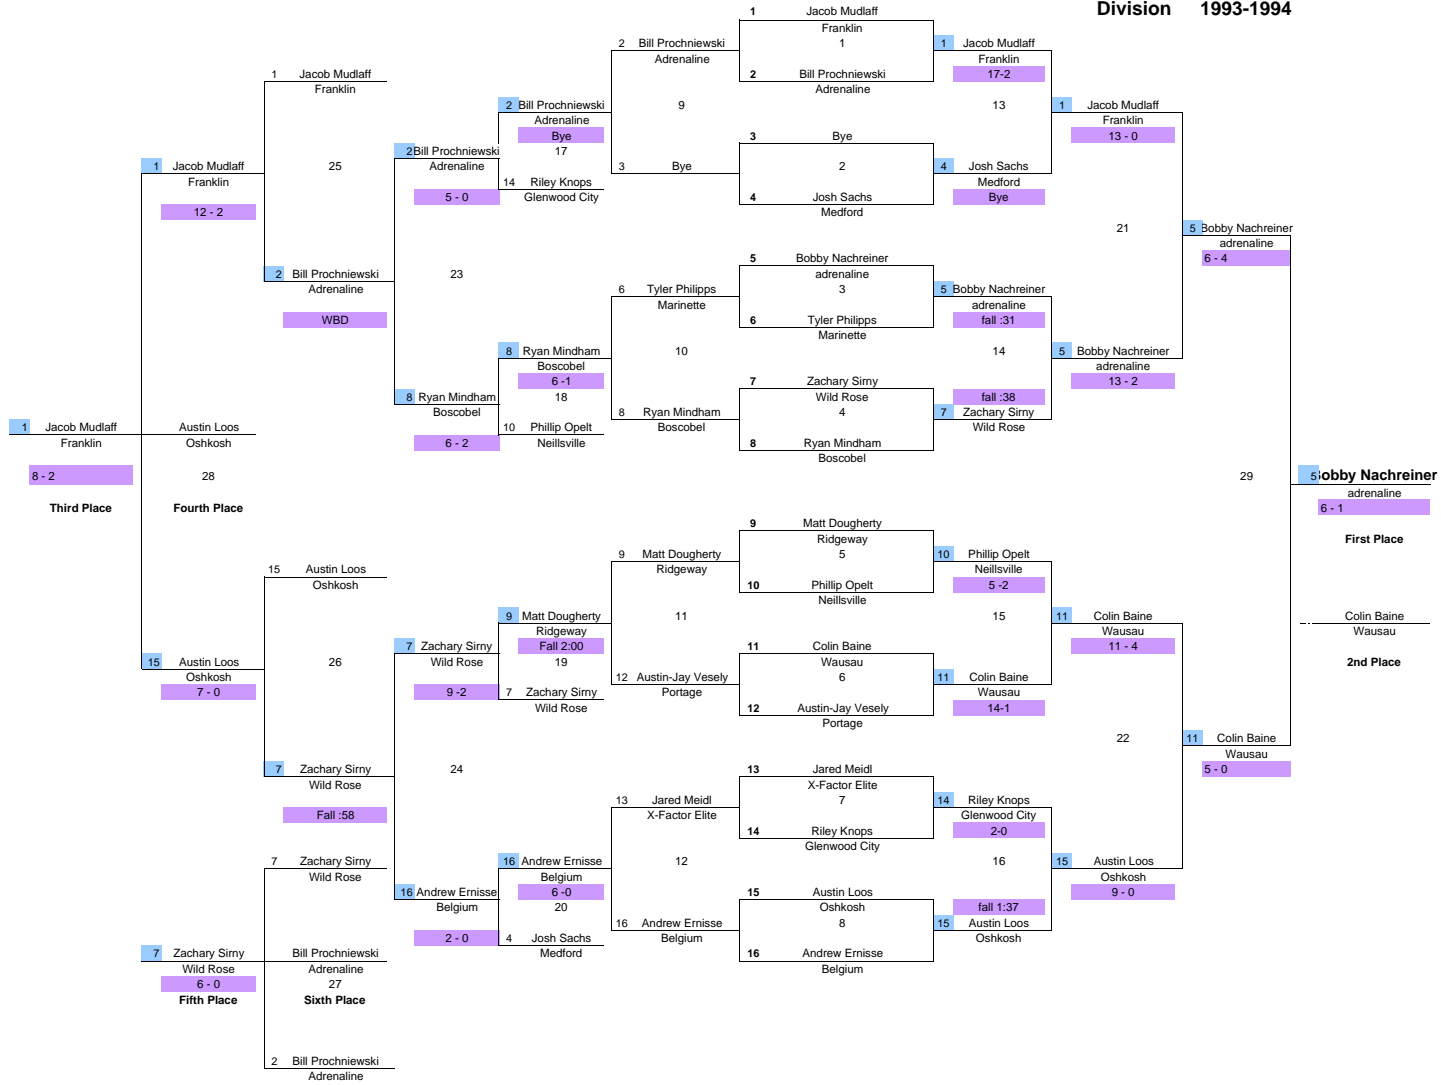 Division 1993-1994
1 Jacob Mudlaff
Franklin
1
2 Bill Prochniewski
Adrenaline
3 Bye
2
4 Josh Sachs
Medford
5 Bobby Nachreiner
adrenaline
3
6 Tyler Philipps
Marinette
7 Zachary Sirny
Wild Rose
4
8 Ryan Mindham
Boscobel
9 Matt Dougherty
Ridgeway
5
10 Phillip Opelt
Neillsville
11 Colin Baine
Wausau
6
12 Austin-Jay Vesely
Portage
13 Jared Meidl
X-Factor Elite
7
14 Riley Knops
Glenwood City
15 Austin Loos
Oshkosh
8
16 Andrew Ernisse
Belgium
1 Jacob Mudlaff
Franklin
17-2
13
4 Josh Sachs
Medford
Bye
5 Bobby Nachreiner
adrenaline
fall :31
14
fall :38
7 Zachary Sirny
Wild Rose
10 Phillip Opelt
Neillsville
5 -2
15
11 Colin Baine
Wausau
14-1
14 Riley Knops
Glenwood City
2-0
16
fall 1:37
15 Austin Loos
Oshkosh
1 Jacob Mudlaff
Franklin
13 - 0
21
5 Bobby Nachreiner
adrenaline
13 - 2
11 Colin Baine
Wausau
11 - 4
22
15 Austin Loos
Oshkosh
9 - 0
5 Bobby Nachreiner
adrenaline
6 - 4
29
11 Colin Baine
Wausau
5 - 0
5 obby Nachreiner
adrenaline
6 - 1
First Place
Colin Baine
Wausau
2nd Place
2 Bill Prochniewski
Adrenaline
9
3 Bye
6 Tyler Philipps
Marinette
10
8 Ryan Mindham
Boscobel
9 Matt Dougherty
Ridgeway
11
12 Austin-Jay Vesely
Portage
13 Jared Meidl
X-Factor Elite
12
16 Andrew Ernisse
Belgium
2 Bill Prochniewski
Adrenaline
Bye
17
14 Riley Knops
Glenwood City
8 Ryan Mindham
Boscobel
6 -1
18
10 Phillip Opelt
Neillsville
9 Matt Dougherty
Ridgeway
Fall 2:00
19
7 Zachary Sirny
Wild Rose
16 Andrew Ernisse
Belgium
6 -0
20
4 Josh Sachs
Medford
2 Bill Prochniewski
Adrenaline
5 - 0
23
8 Ryan Mindham
Boscobel
6 - 2
7 Zachary Sirny
Wild Rose
9 -2
24
16 Andrew Ernisse
Belgium
2 - 0
1 Jacob Mudlaff
Franklin
25
2 Bill Prochniewski
Adrenaline
WBD
15 Austin Loos
Oshkosh
26
7 Zachary Sirny
Wild Rose
Fall :58
1 Jacob Mudlaff
Franklin
12 - 2
15 Austin Loos
Oshkosh
7 - 0
1 Jacob Mudlaff
Franklin
8 - 2
Third Place
Austin Loos
Oshkosh
28
Fourth Place
7 Zachary Sirny
Wild Rose
7 Zachary Sirny
Wild Rose
6 - 0
Fifth Place
Bill Prochniewski
Adrenaline
27
Sixth Place
2 Bill Prochniewski
Adrenaline